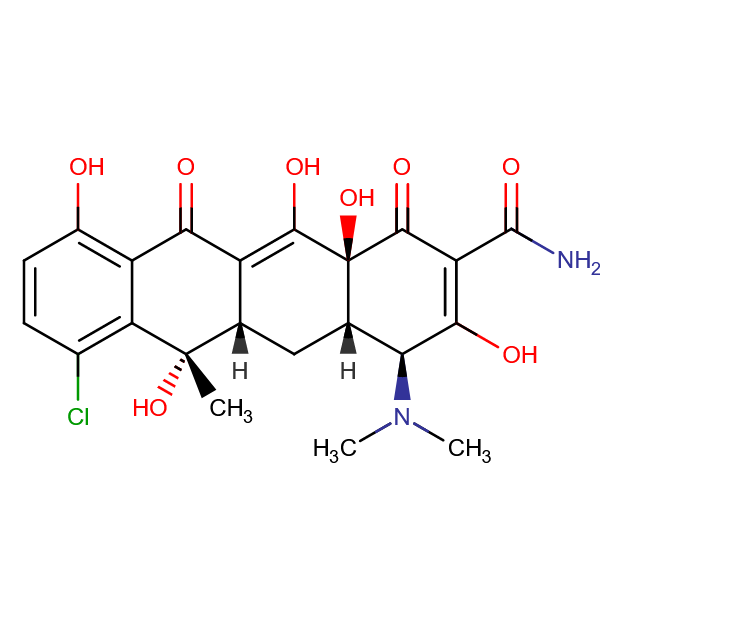 OH O OH O O
OH
NH2
OH
H H
HO CH3
Cl N
H3C CH3